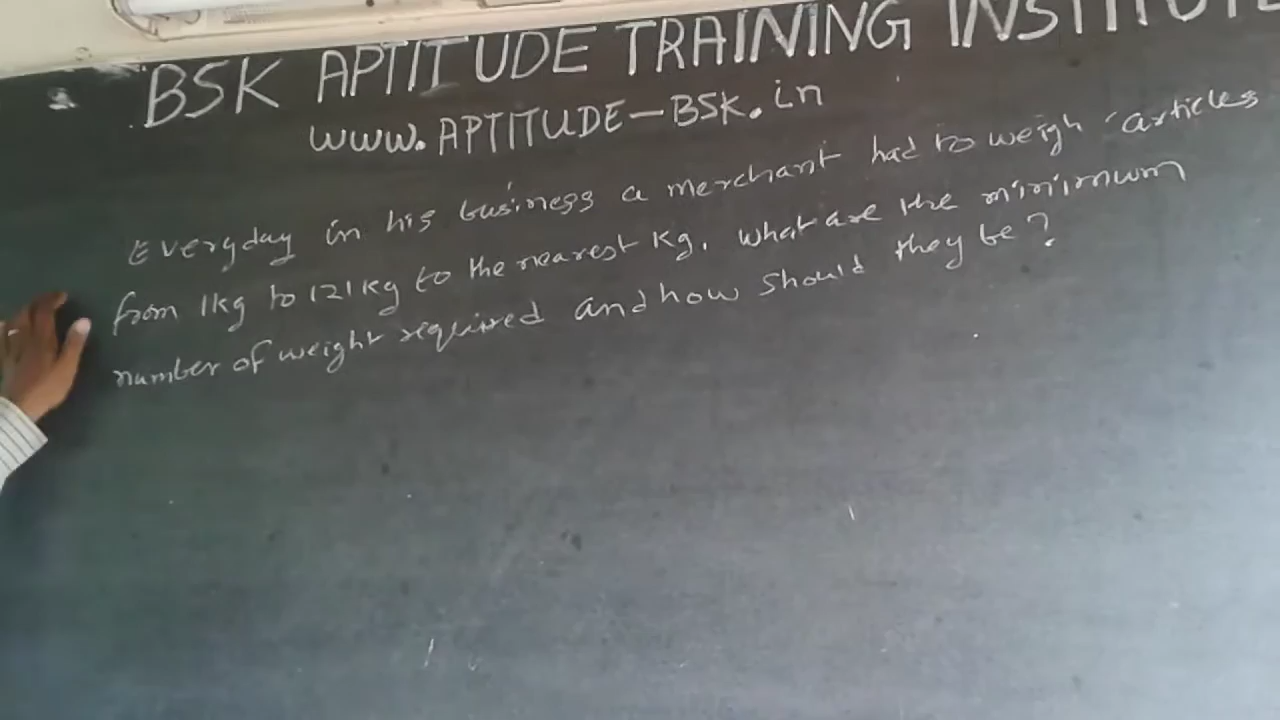 BSK APTITUDE TRAINING INSTITUTE
www.APTITUDE-BSK.in
Everyday in his business a merchant had to weigh articles
from 1kg to 121kg to the nearest kg. What are the minimum
number of weight required and how should they be?